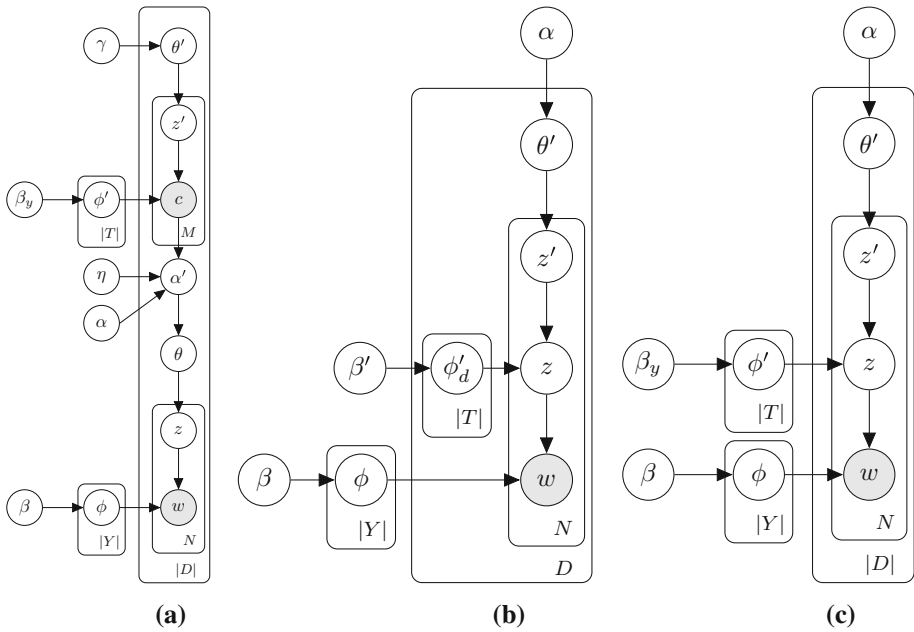 γ
θ′
z′
β_y
φ′
c
|T|
M
η
α′
α
θ
z
β
φ
w
|Y|
N
|D|
(a)
α
θ′
z′
β′
φ′_d
z
|T|
β
φ
w
|Y|
N
D
(b)
α
θ′
z′
β_y
φ′
z
|T|
β
φ
w
|Y|
N
|D|
(c)